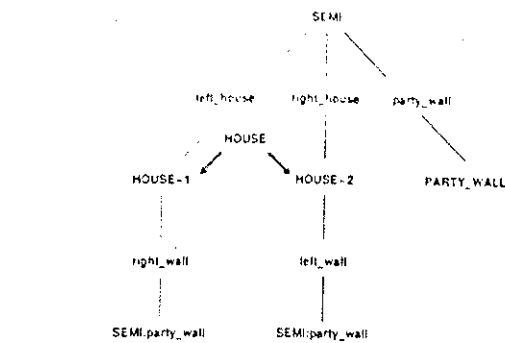 SEMI
left_house right_house party_wall
HOUSE
HOUSE-1 HOUSE-2 PARTY_WALL
right_wall left_wall
SEMI:party_wall SEMI:party_wall